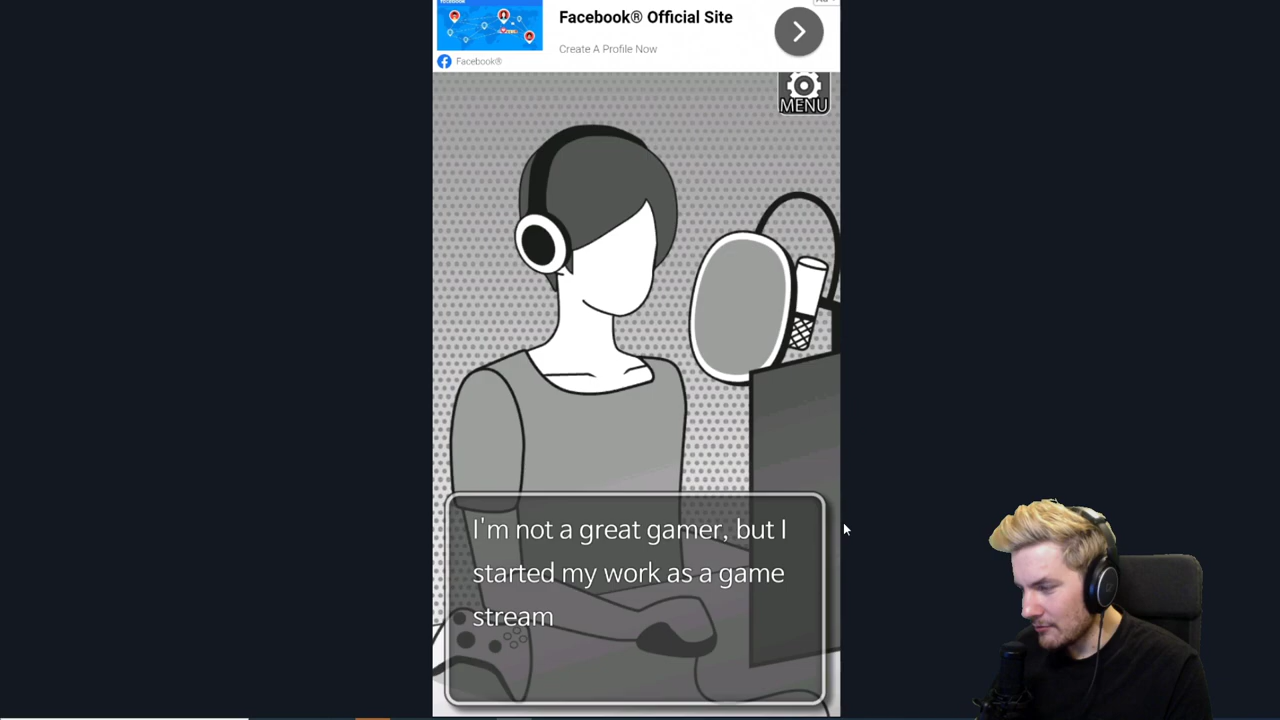 Facebook® Official Site
Create A Profile Now
Facebook®
MENU
I'm not a great gamer, but I
started my work as a game
stream